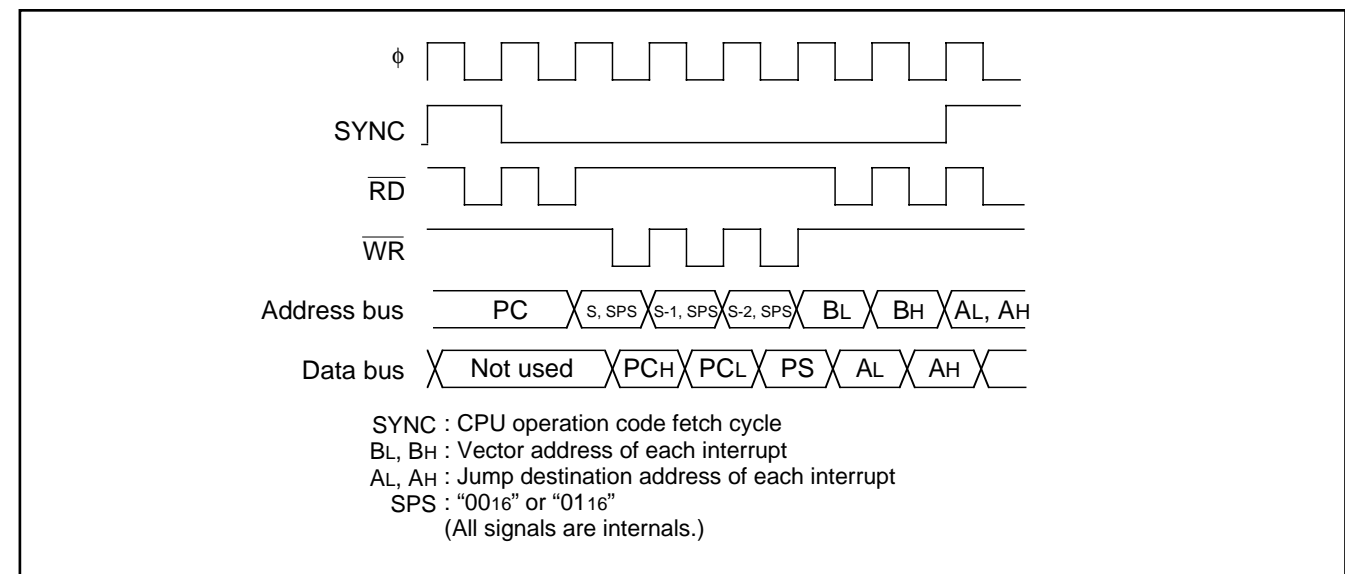 ϕ
SYNC
RD
WR
Address bus PC S, SPS S-1, SPS S-2, SPS BL BH AL, AH
Data bus Not used PCH PCL PS AL AH
SYNC : CPU operation code fetch cycle
BL, BH : Vector address of each interrupt
AL, AH : Jump destination address of each interrupt
SPS : “0016” or “0116”
(All signals are internals.)